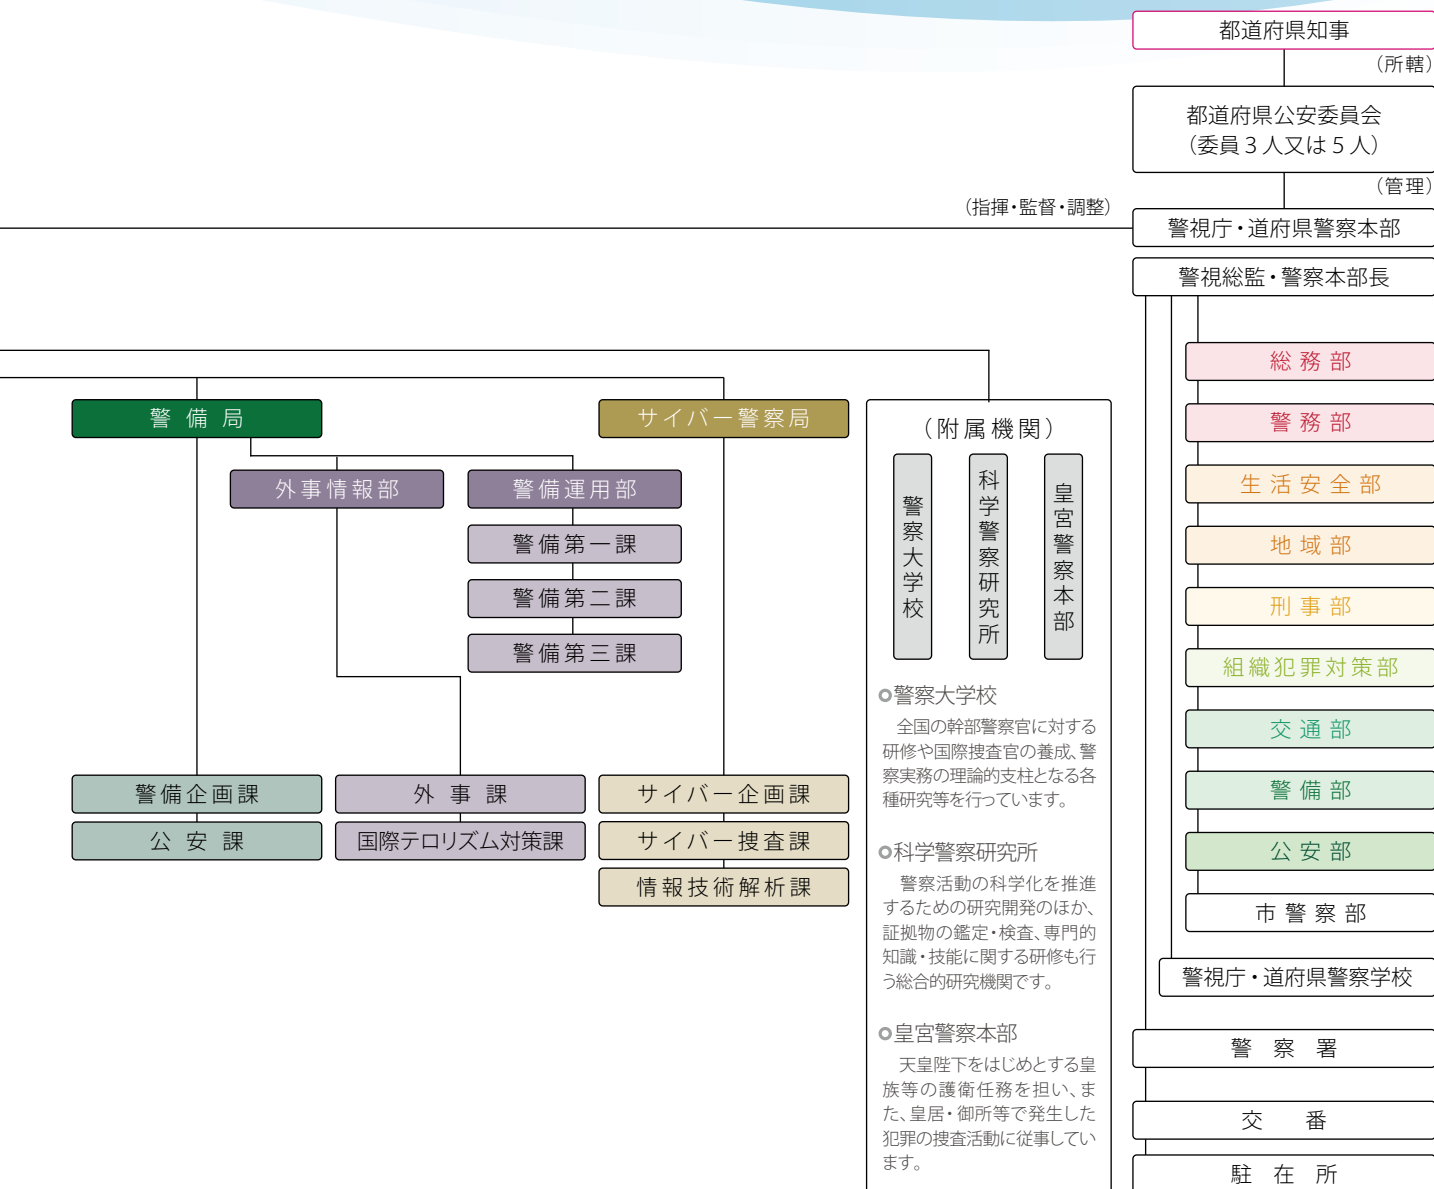 都道府県知事
（所轄）
都道府県公安委員会
（委員３人又は５人）
（管理）
（指揮・監督・調整）
警視庁・道府県警察本部
警視総監・警察本部長
総務部
警務部
生活安全部
地域部
刑事部
組織犯罪対策部
交通部
警備部
公安部
市警察部
警視庁・道府県警察学校
警察署
交番
駐在所
警備局
外事情報部
警備運用部
警備第一課
警備第二課
警備第三課
警備企画課
公安課
外事課
国際テロリズム対策課
サイバー警察局
サイバー企画課
サイバー捜査課
情報技術解析課
（附属機関）
警察大学校
科学警察研究所
皇宮警察本部
警察大学校
全国の幹部警察官に対する
研修や国際捜査官の養成、警
察実務の理論的支柱となる各
種研究等を行っています。
科学警察研究所
警察活動の科学化を推進
するための研究開発のほか、
証拠物の鑑定・検査、専門的
知識・技能に関する研修も行
う総合的研究機関です。
皇宮警察本部
天皇陛下をはじめとする皇
族等の護衛任務を担い、ま
た、皇居・御所等で発生した
犯罪の捜査活動に従事してい
ます。